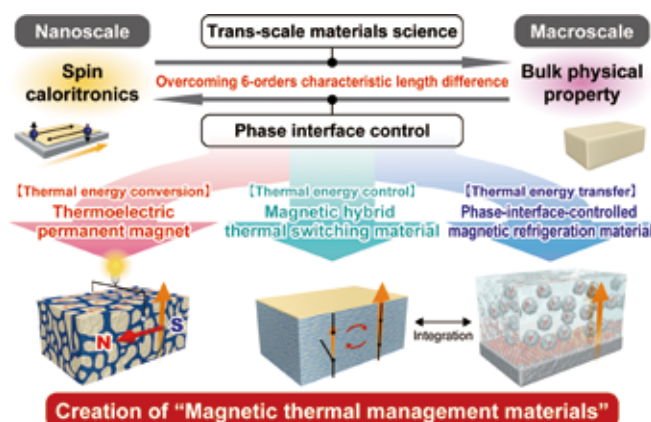 Nanoscale
Trans-scale materials science
Macroscale
Spin
caloritronics
Overcoming 6-orders characteristic length difference
Bulk physical
property
Phase interface control
【Thermal energy conversion】
Thermoelectric
permanent magnet
【Thermal energy control】
Magnetic hybrid
thermal switching material
【Thermal energy transfer】
Phase-interface-controlled
magnetic refrigeration material
N
S
Integration
Creation of “Magnetic thermal management materials”